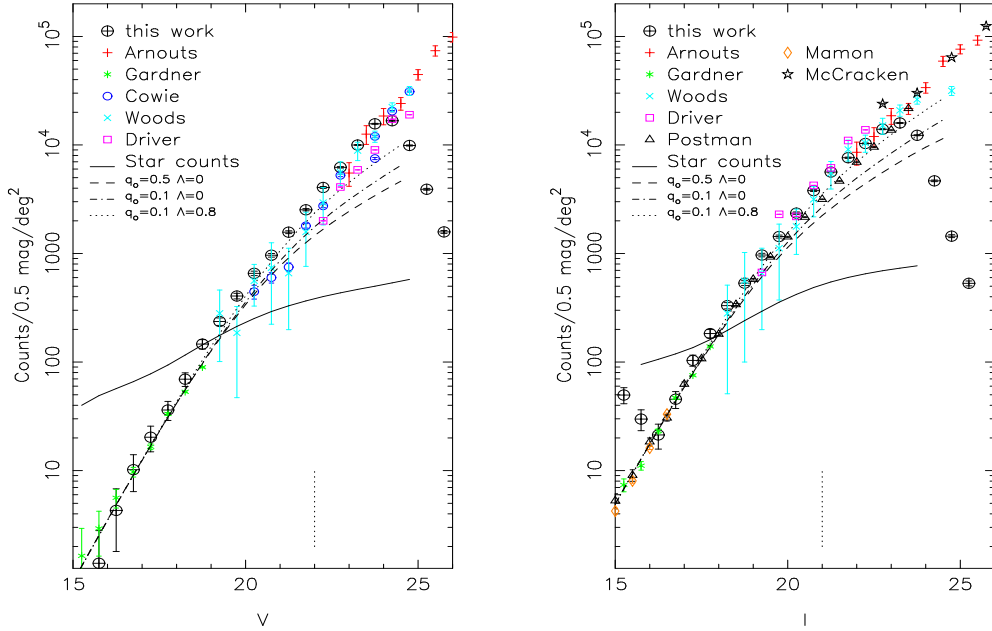 this work
Arnouts
Gardner
Cowie
Woods
Driver
Star counts
q₀=0.5 Λ=0
q₀=0.1 Λ=0
q₀=0.1 Λ=0.8
10⁵
10⁴
1000
100
10
Counts/0.5 mag/deg²
15
20
25
V
this work
Arnouts
Gardner
Woods
Driver
Postman
Mamon
McCracken
Star counts
q₀=0.5 Λ=0
q₀=0.1 Λ=0
q₀=0.1 Λ=0.8
10⁵
10⁴
1000
100
10
Counts/0.5 mag/deg²
15
20
25
I